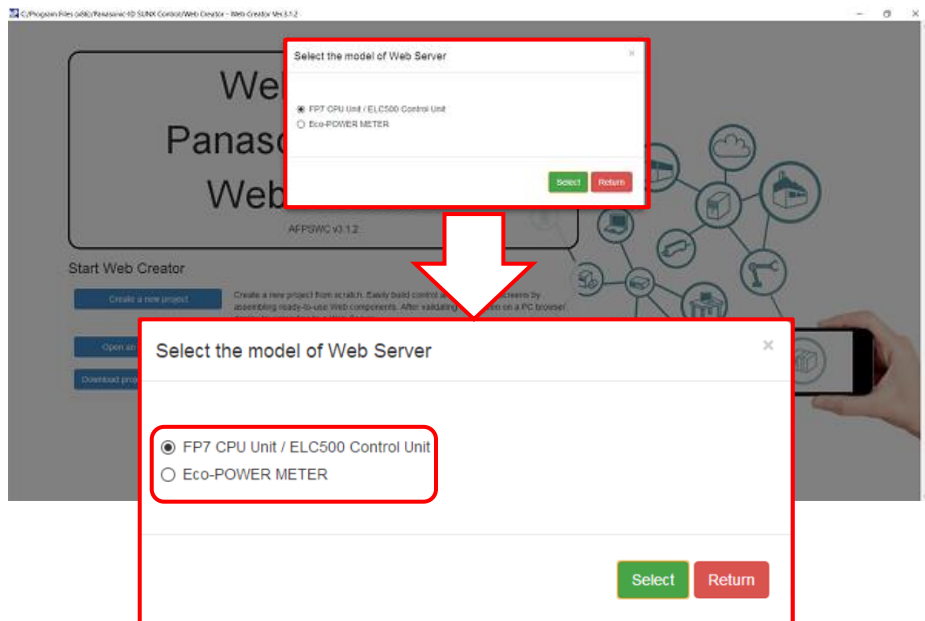 C:/Program Files (x86)/Panasonic-ID SUNX Control/Web Creator - Web Creator Ver.3.1.2
Select the model of Web Server
FP7 CPU Unit / ELC500 Control Unit
Eco-POWER METER
Select Return
We
Panaso
Web
AFPSWC v3.1.2
Start Web Creator
Create a new project
Create a new project from scratch. Easily build control a screens by
assembling ready-to-use Web components. After validating on a PC browser
Open an
Download proj
Select the model of Web Server
FP7 CPU Unit / ELC500 Control Unit
Eco-POWER METER
Select Return